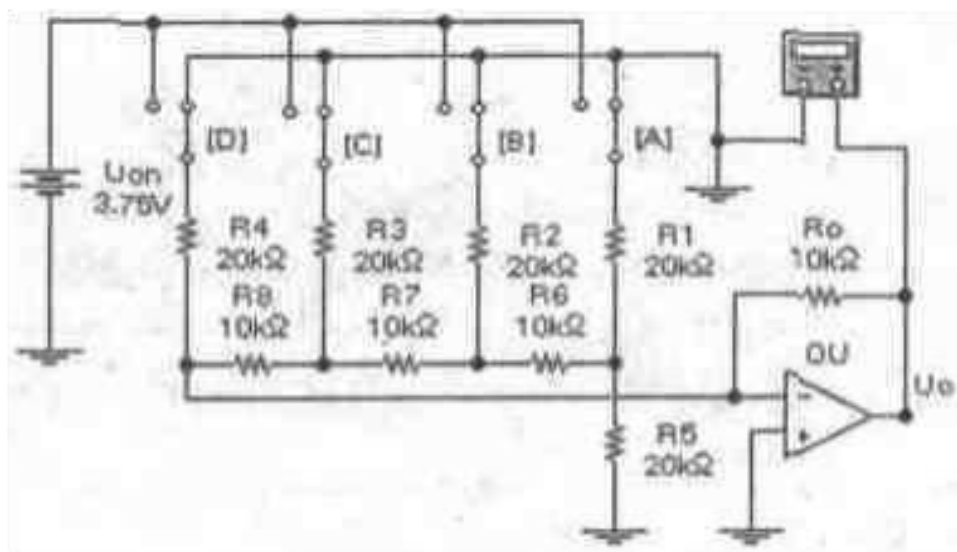 [D]
[C]
[B]
[A]
Uon
3.75V
R4
20kΩ
R3
20kΩ
R2
20kΩ
R1
20kΩ
Ro
10kΩ
R8
10kΩ
R7
10kΩ
R6
10kΩ
OU
Uo
R5
20kΩ